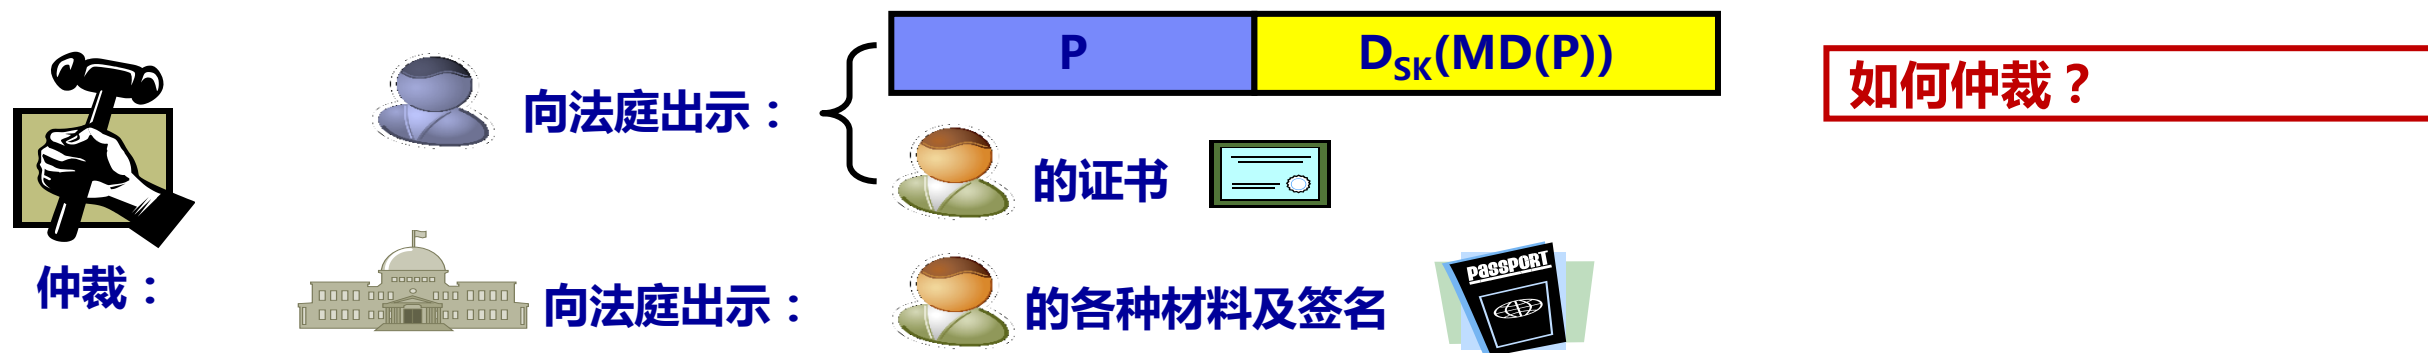 P
D_SK(MD(P))
如何仲裁？
向法庭出示：
的证书
仲裁：
向法庭出示：
的各种材料及签名
PASSPORT